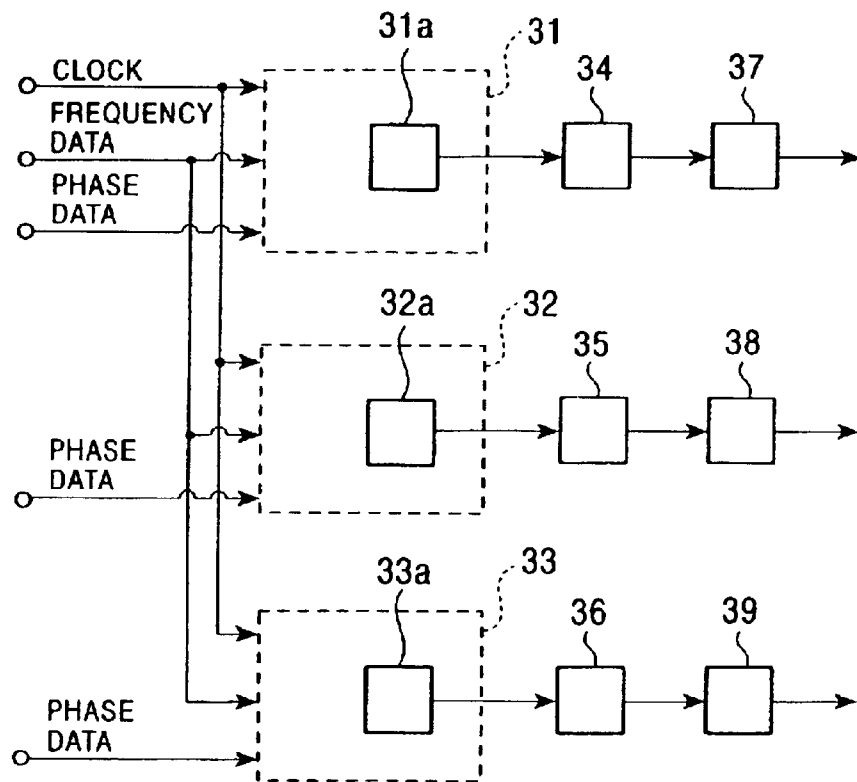 31a
31
CLOCK
34
37
FREQUENCY
DATA
PHASE
DATA
32a
32
35
38
PHASE
DATA
33a
33
36
39
PHASE
DATA